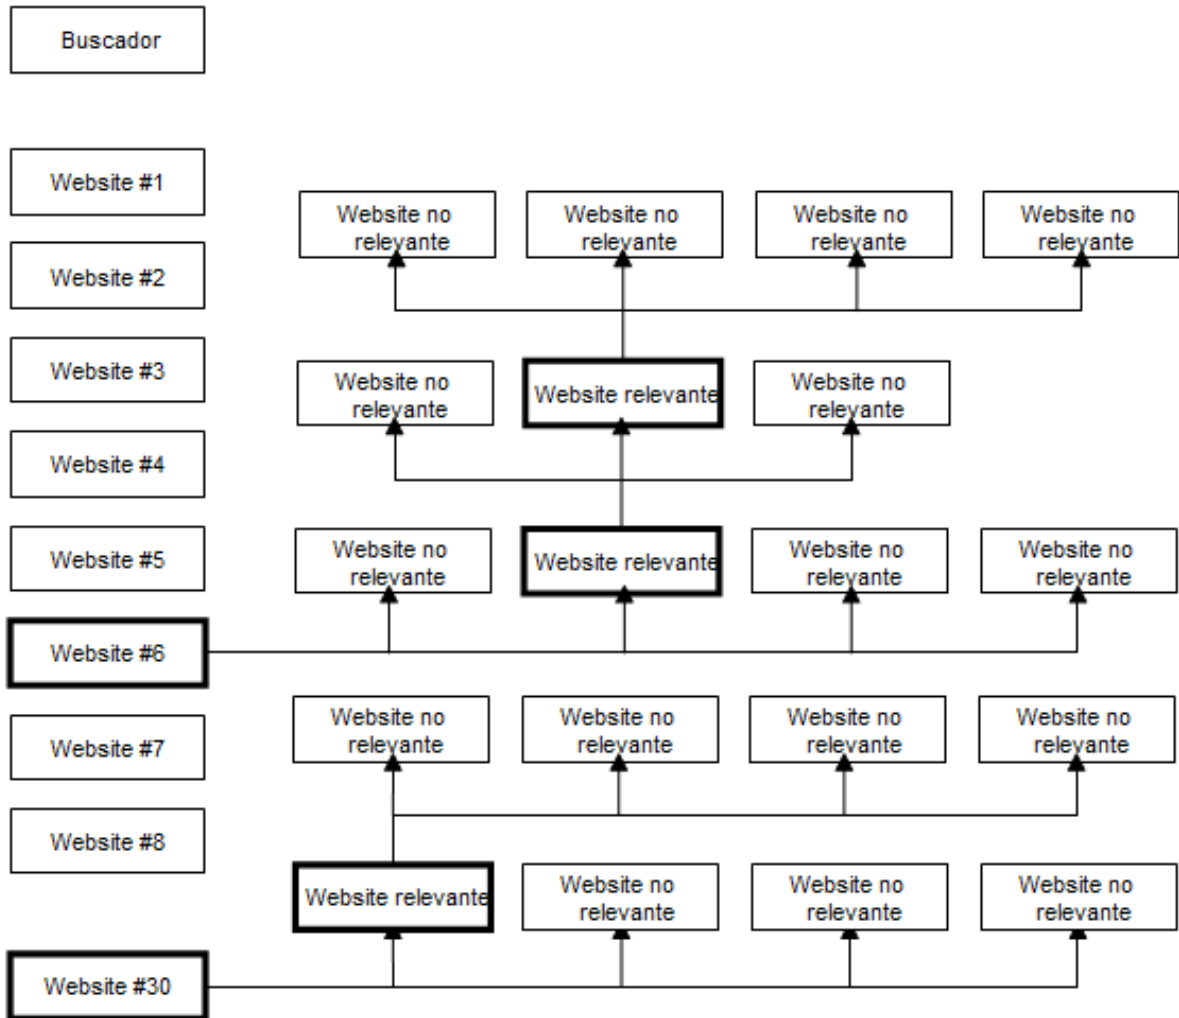 Buscador
Website #1
Website no
relevante
Website no
relevante
Website no
relevante
Website no
relevante
Website #2
Website #3
Website no
relevante
Website relevante
Website no
relevante
Website #4
Website #5
Website no
relevante
Website relevante
Website no
relevante
Website no
relevante
Website #6
Website no
relevante
Website no
relevante
Website no
relevante
Website no
relevante
Website #7
Website #8
Website relevante
Website no
relevante
Website no
relevante
Website no
relevante
Website #30